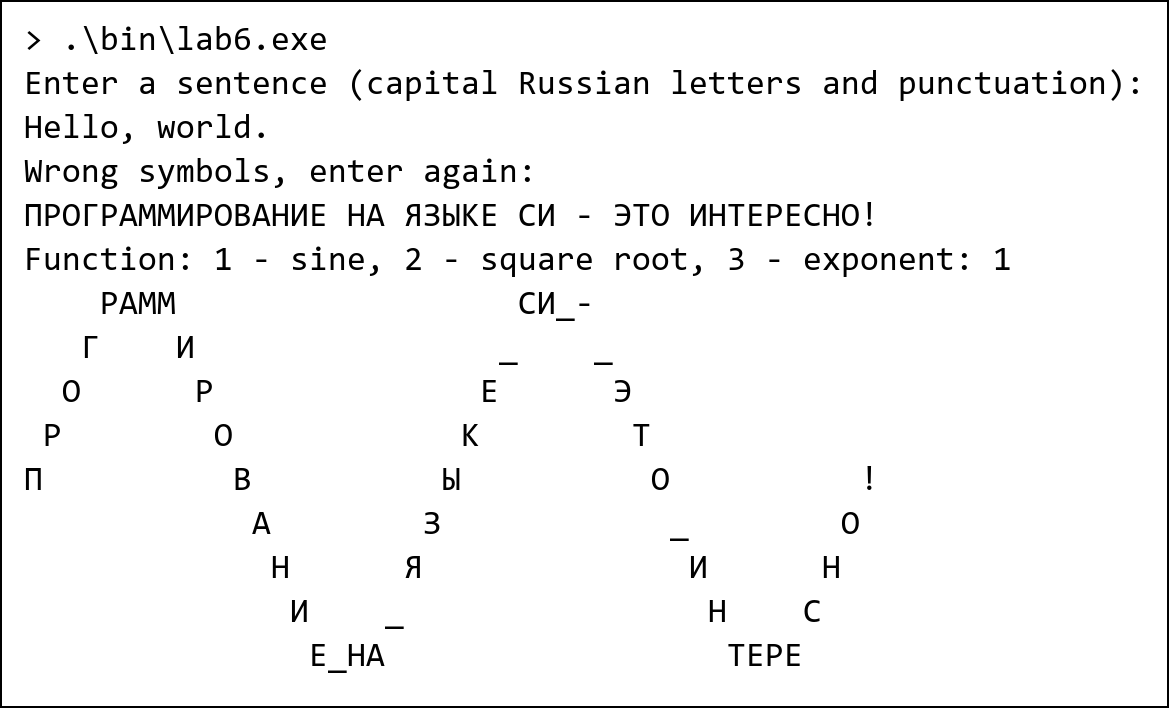 > .\bin\lab6.exe
Enter a sentence (capital Russian letters and punctuation):
Hello, world.
Wrong symbols, enter again:
ПРОГРАММИРОВАНИЕ НА ЯЗЫКЕ СИ - ЭТО ИНТЕРЕСНО!
Function: 1 - sine, 2 - square root, 3 - exponent: 1
    РАММ                  СИ_-
   Г    И                _    _
  О      Р              Е      Э
 Р        О            К        Т
П          В          Ы          О          !
            А        З            _        О
             Н      Я              И      Н
              И    _                Н    С
               Е_НА                  ТЕРЕ